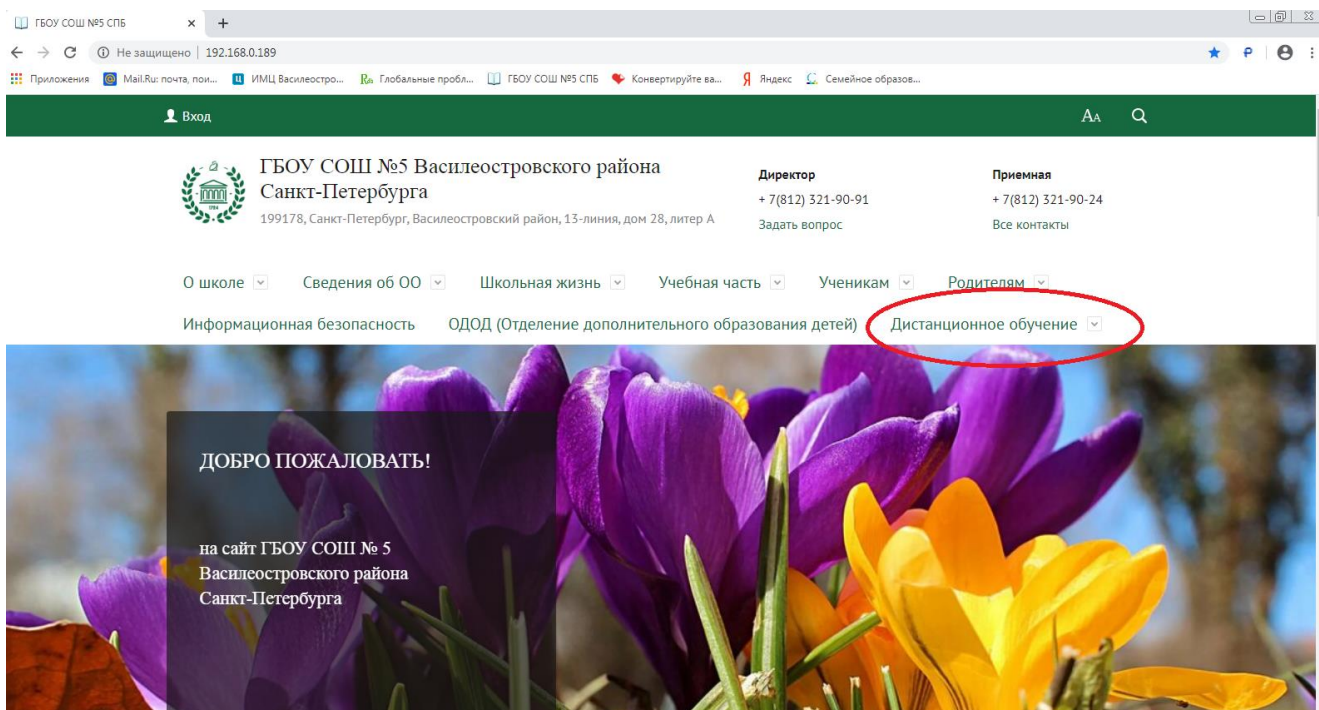 ГБОУ СОШ №5 СПБ
Не защищено | 192.168.0.189
Приложения Mail.Ru: почта, пои... ИМЦ Василеостро... Глобальные пробл... ГБОУ СОШ №5 СПБ Конвертируйте ва... Яндекс Семейное образов...
Вход АА
ГБОУ СОШ №5 Василеостровского района
Санкт-Петербурга
199178, Санкт-Петербург, Василеостровский район, 13-линия, дом 28, литер А
Директор
+ 7(812) 321-90-91
Задать вопрос
Приемная
+ 7(812) 321-90-24
Все контакты
О школе Сведения об ОО Школьная жизнь Учебная часть Ученикам Родителям
Информационная безопасность ОДОД (Отделение дополнительного образования детей) Дистанционное обучение
ДОБРО ПОЖАЛОВАТЬ!
на сайт ГБОУ СОШ № 5
Василеостровского района
Санкт-Петербурга